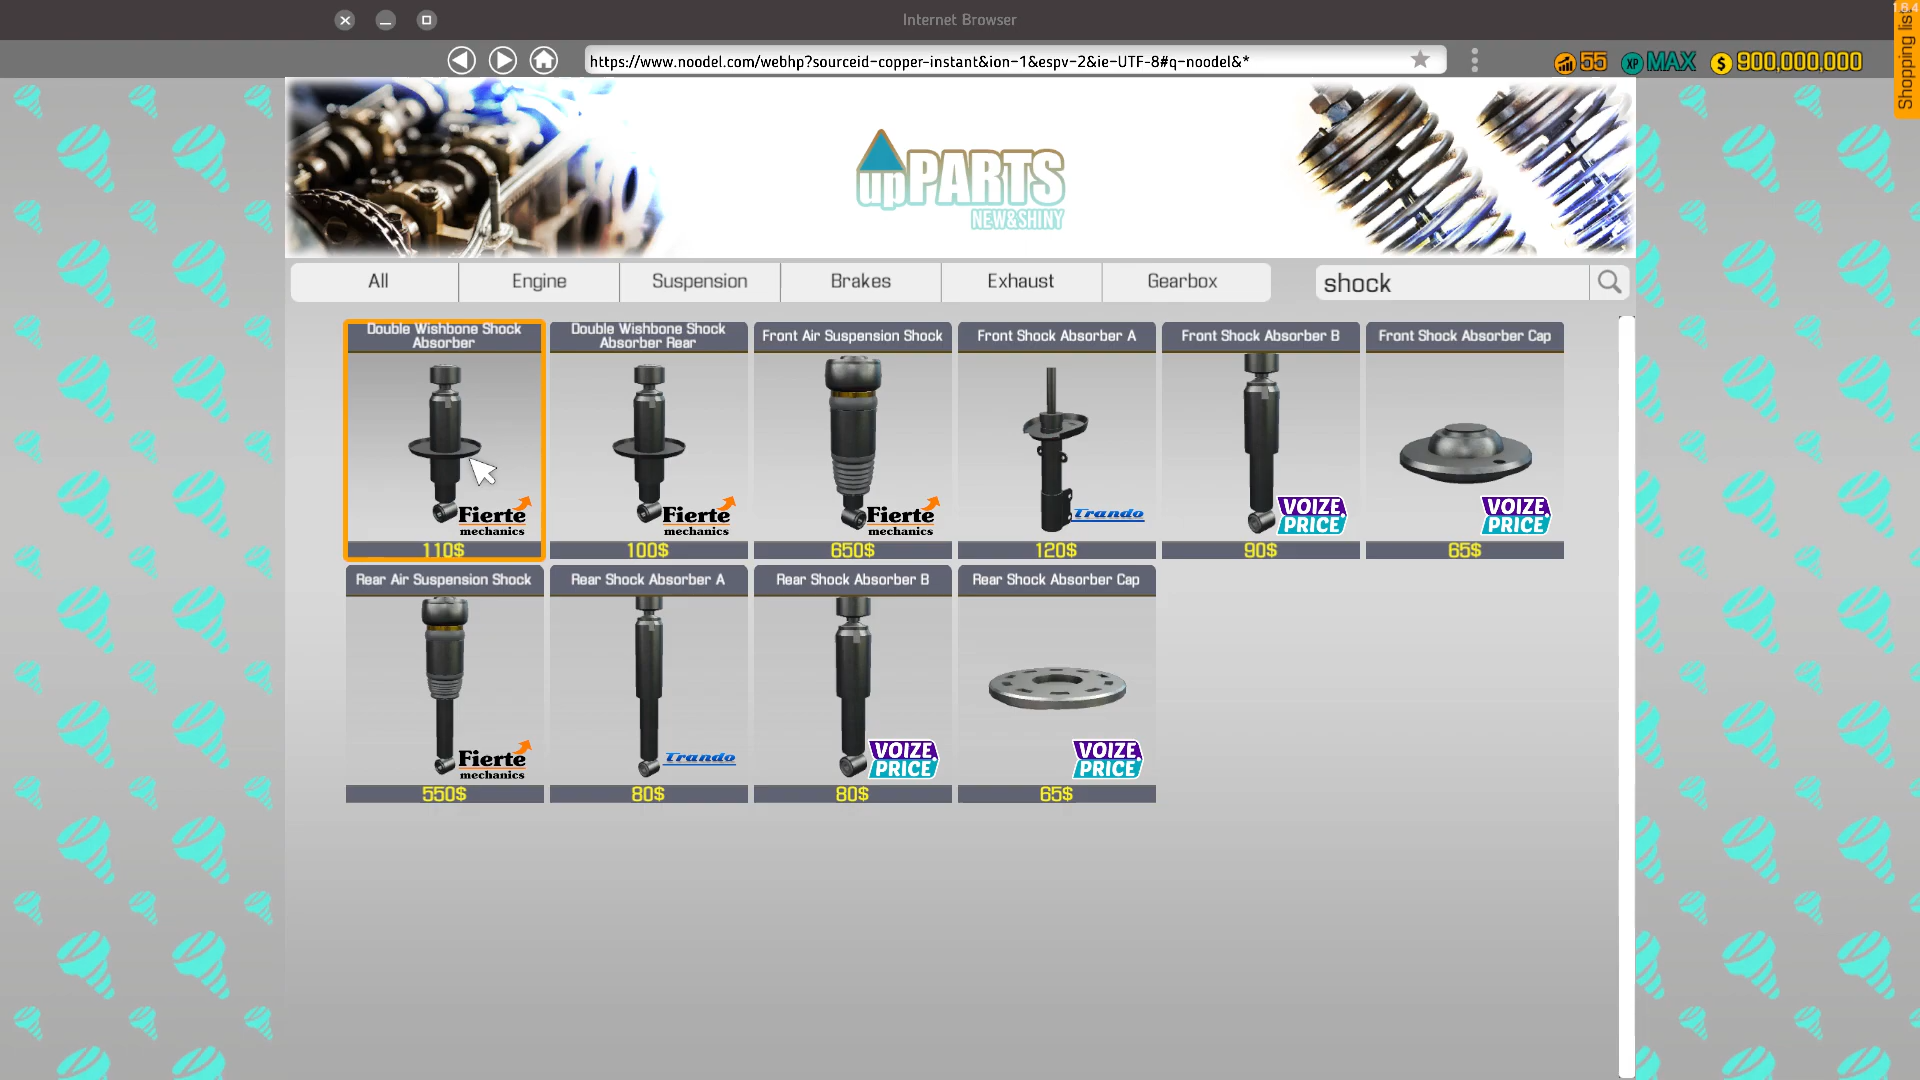 Internet Browser
1.6.4
Shopping list
https://www.noodel.com/webhp?sourceid-copper-instant&ion-1&espv-2&ie-UTF-8#q-noodel&*
55
XP MAX
$ 900,000,000
upPARTS
NEW&SHINY
All
Engine
Suspension
Brakes
Exhaust
Gearbox
shock
Double Wishbone Shock
Absorber
Fierte
mechanics
110$
Double Wishbone Shock
Absorber Rear
Fierte
mechanics
100$
Front Air Suspension Shock
Fierte
mechanics
650$
Front Shock Absorber A
Trando
120$
Front Shock Absorber B
VOIZE
PRICE
90$
Front Shock Absorber Cap
VOIZE
PRICE
65$
Rear Air Suspension Shock
Fierte
mechanics
550$
Rear Shock Absorber A
Trando
80$
Rear Shock Absorber B
VOIZE
PRICE
80$
Rear Shock Absorber Cap
VOIZE
PRICE
65$